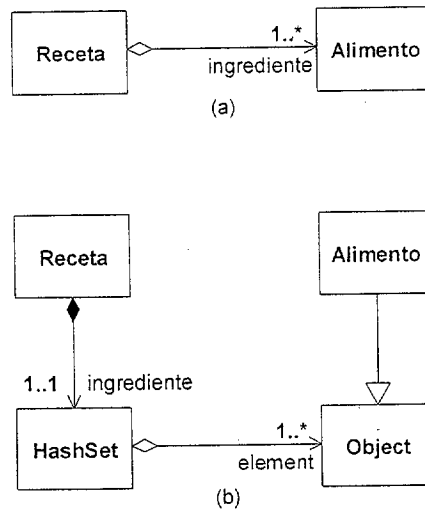 Receta
1..*
Alimento
ingrediente
(a)
Receta
Alimento
1..1
ingrediente
HashSet
1..*
Object
element
(b)